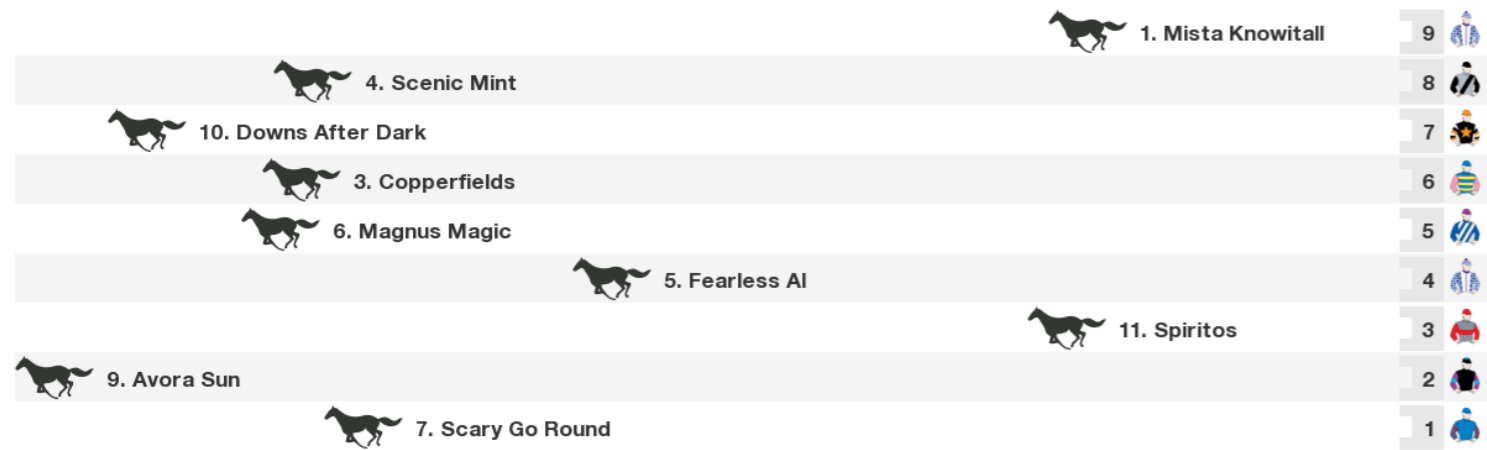 1. Mista Knowitall 9
4. Scenic Mint 8
10. Downs After Dark 7
3. Copperfields 6
6. Magnus Magic 5
5. Fearless Al 4
11. Spiritos 3
9. Avora Sun 2
7. Scary Go Round 1